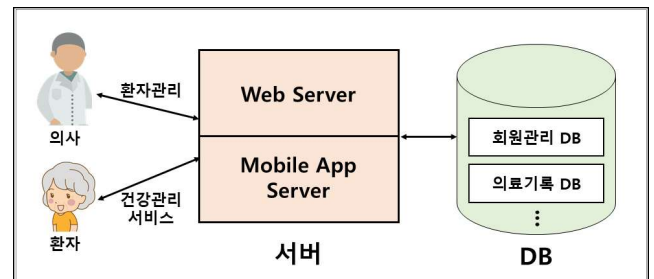 의사
환자관리
환자
건강관리
서비스
Web Server
Mobile App
Server
서버
회원관리 DB
의료기록 DB
DB